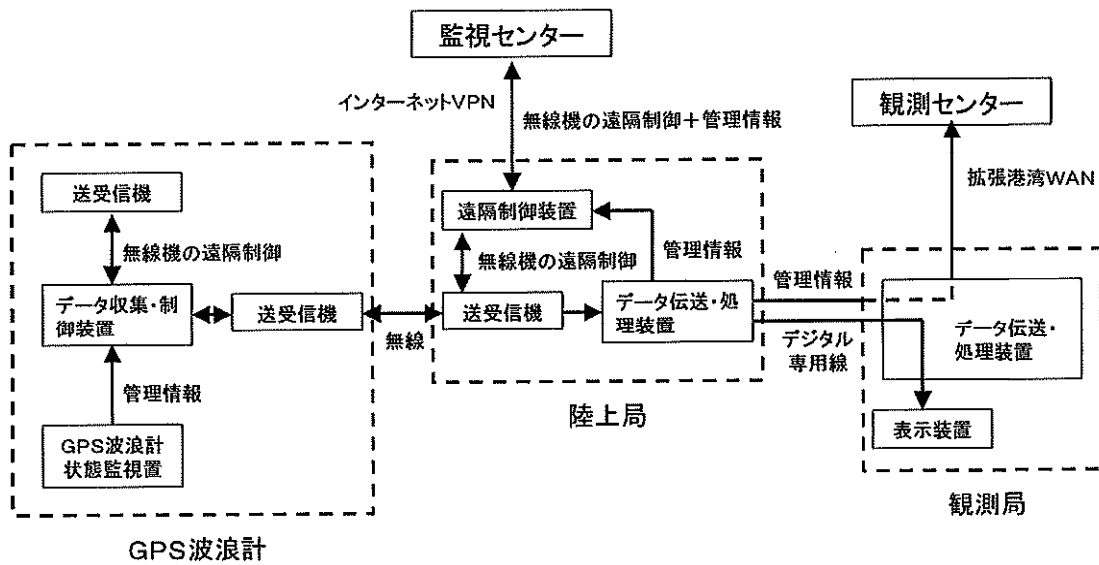 監視センター
インターネットVPN
無線機の遠隔制御+管理情報
観測センター
拡張港湾WAN
送受信機
無線機の遠隔制御
データ収集・制
御装置
送受信機
管理情報
GPS波浪計
状態監視置
GPS波浪計
無線
遠隔制御装置
無線機の遠隔制御
管理情報
送受信機
データ伝送・処
理装置
陸上局
管理情報
デジタル
専用線
データ伝送・
処理装置
表示装置
観測局